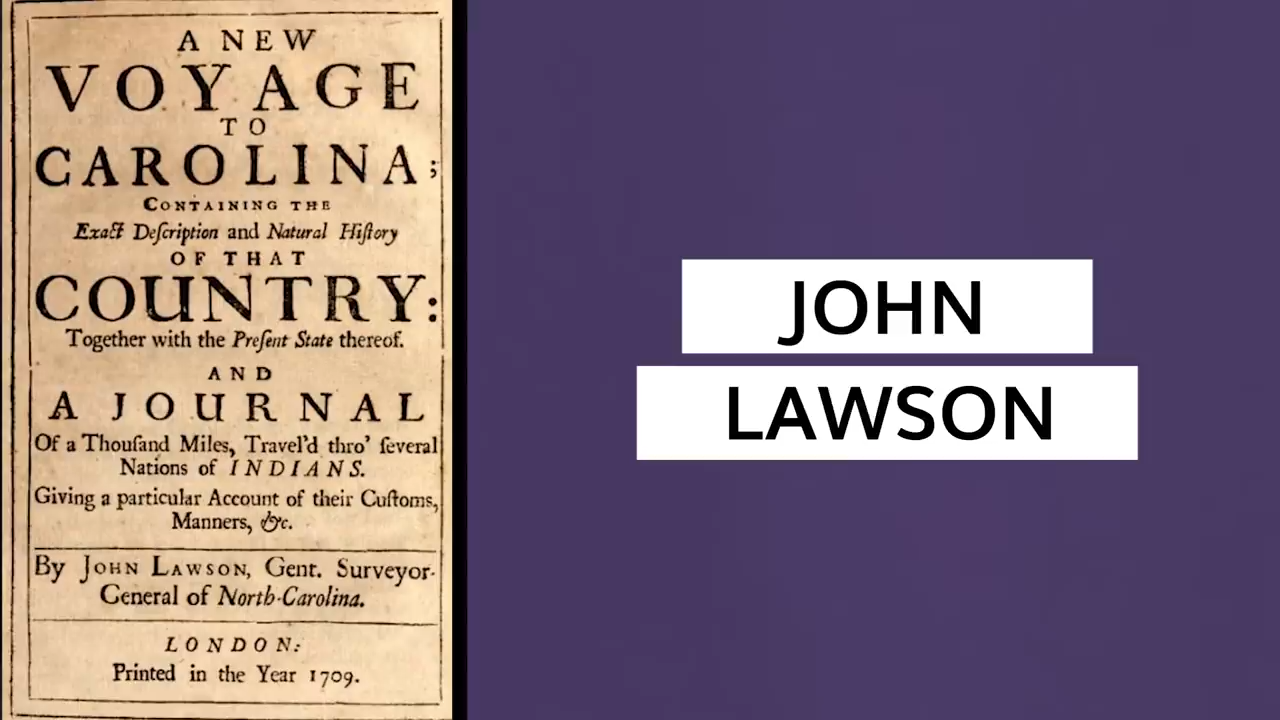 A NEW
VOYAGE
TO
CAROLINA;
CONTAINING THE
Exact Deſcription and Natural Hiſtory
OF THAT
COUNTRY:
Together with the Preſent State thereof.
AND
A JOURNAL
Of a Thouſand Miles, Travel'd thro' ſeveral
Nations of INDIANS.
Giving a particular Account of their Cuſtoms,
Manners, &c.
By JOHN LAWSON, Gent. Surveyor-
General of North-Carolina.
LONDON:
Printed in the Year 1709.
JOHN
LAWSON